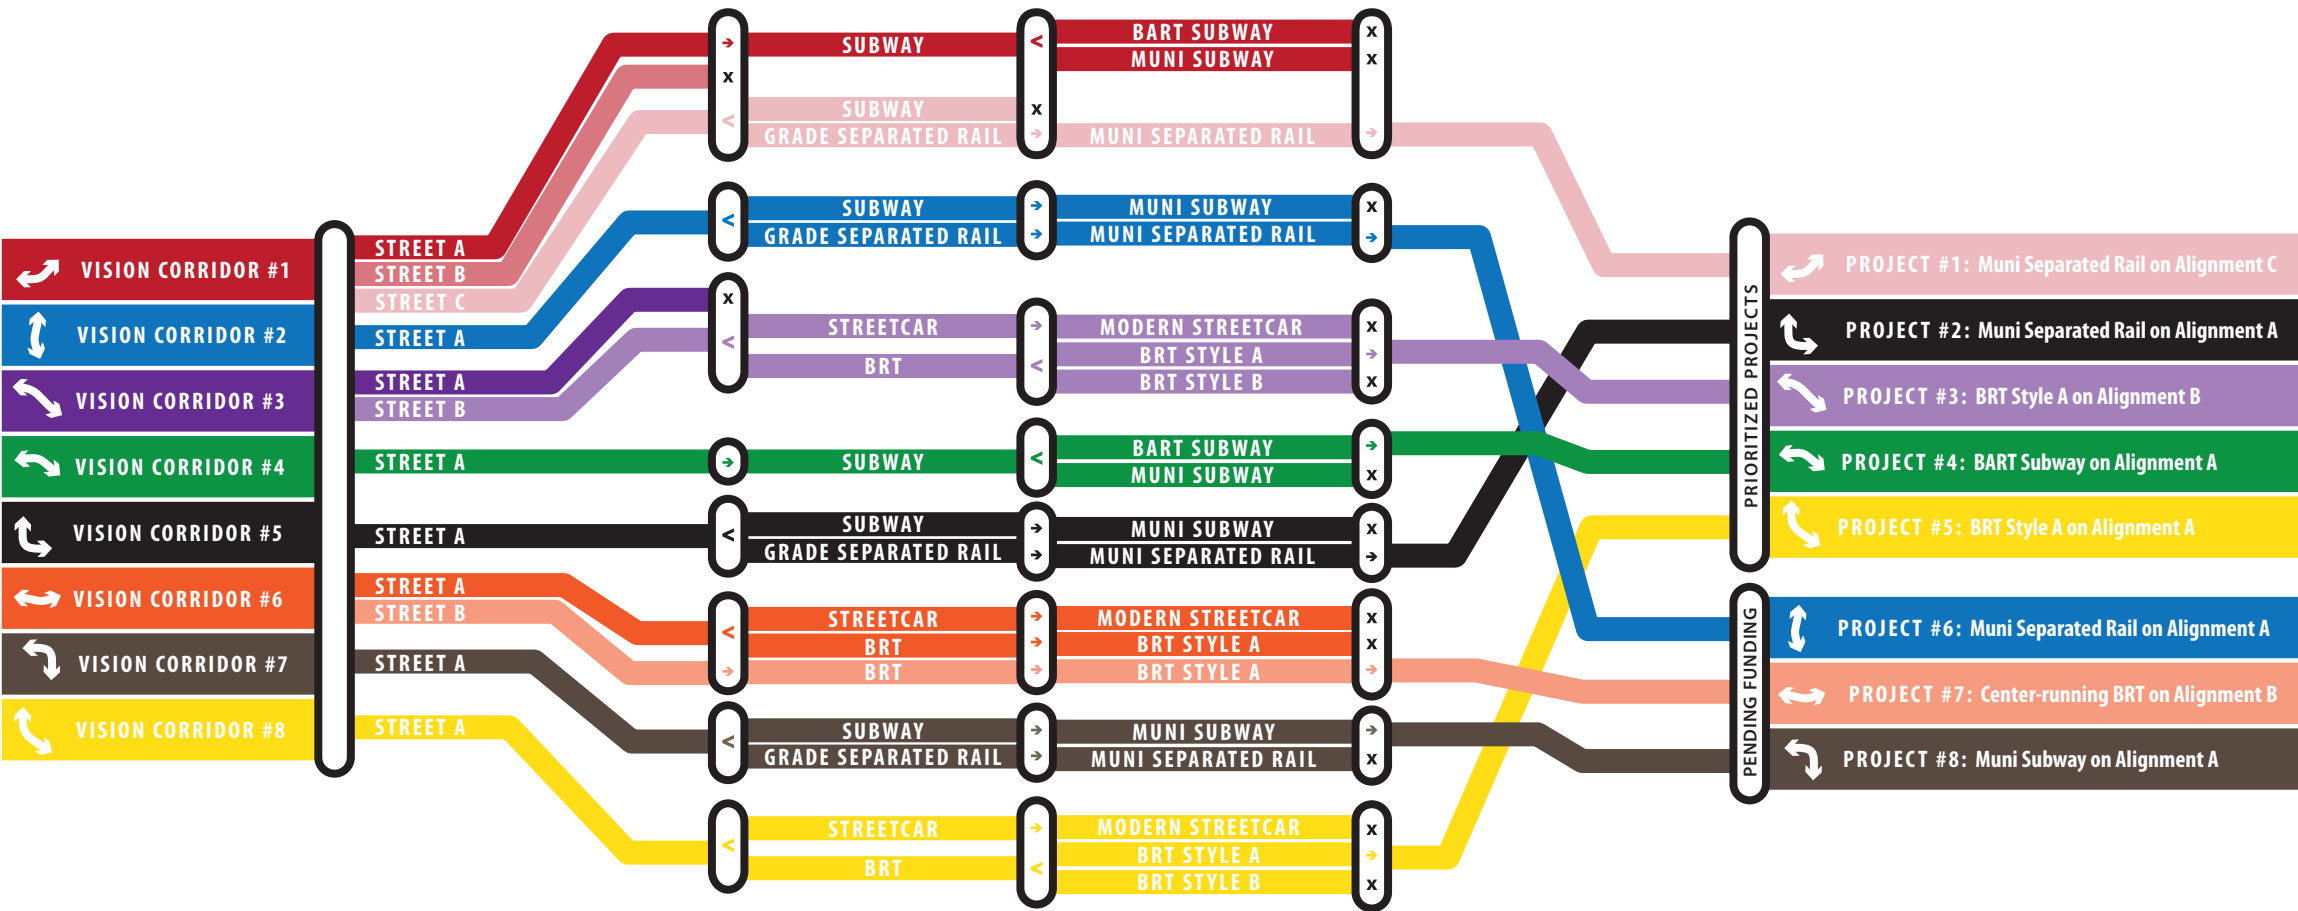 VISION CORRIDOR #1
VISION CORRIDOR #2
VISION CORRIDOR #3
VISION CORRIDOR #4
VISION CORRIDOR #5
VISION CORRIDOR #6
VISION CORRIDOR #7
VISION CORRIDOR #8
STREET A
STREET B
STREET C
STREET A
STREET A
STREET B
STREET A
STREET A
STREET A
STREET B
STREET A
STREET A
x
x
SUBWAY
SUBWAY
GRADE SEPARATED RAIL
SUBWAY
GRADE SEPARATED RAIL
STREETCAR
BRT
SUBWAY
SUBWAY
GRADE SEPARATED RAIL
STREETCAR
BRT
BRT
SUBWAY
GRADE SEPARATED RAIL
STREETCAR
BRT
x
BART SUBWAY
MUNI SUBWAY
MUNI SEPARATED RAIL
MUNI SUBWAY
MUNI SEPARATED RAIL
MODERN STREETCAR
BRT STYLE A
BRT STYLE B
BART SUBWAY
MUNI SUBWAY
MUNI SUBWAY
MUNI SEPARATED RAIL
MODERN STREETCAR
BRT STYLE A
BRT STYLE A
MUNI SUBWAY
MUNI SEPARATED RAIL
MODERN STREETCAR
BRT STYLE A
BRT STYLE B
x
x
x
x
x
x
x
x
x
x
x
x
PRIORITIZED PROJECTS
PROJECT #1: Muni Separated Rail on Alignment C
PROJECT #2: Muni Separated Rail on Alignment A
PROJECT #3: BRT Style A on Alignment B
PROJECT #4: BART Subway on Alignment A
PROJECT #5: BRT Style A on Alignment A
PENDING FUNDING
PROJECT #6: Muni Separated Rail on Alignment A
PROJECT #7: Center-running BRT on Alignment B
PROJECT #8: Muni Subway on Alignment A